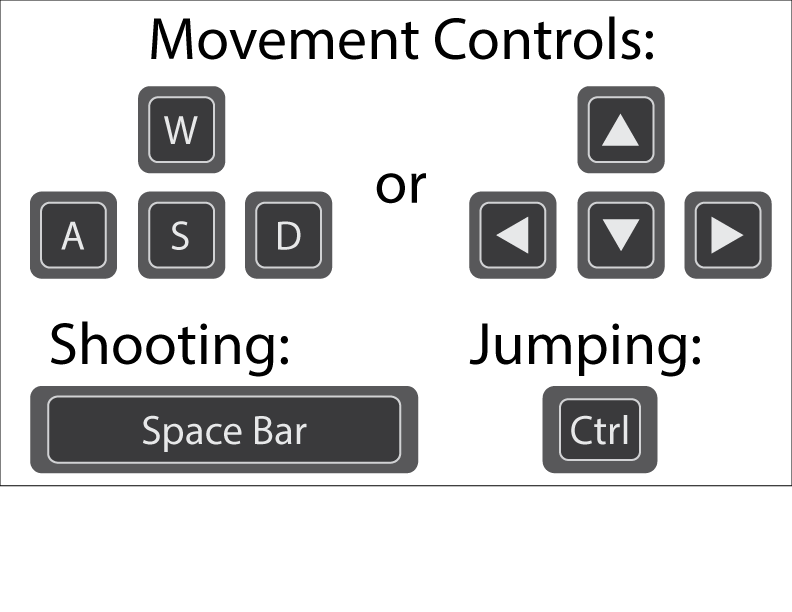 Movement Controls:
W
or
A S D
Shooting:
Jumping:
Space Bar
Ctrl